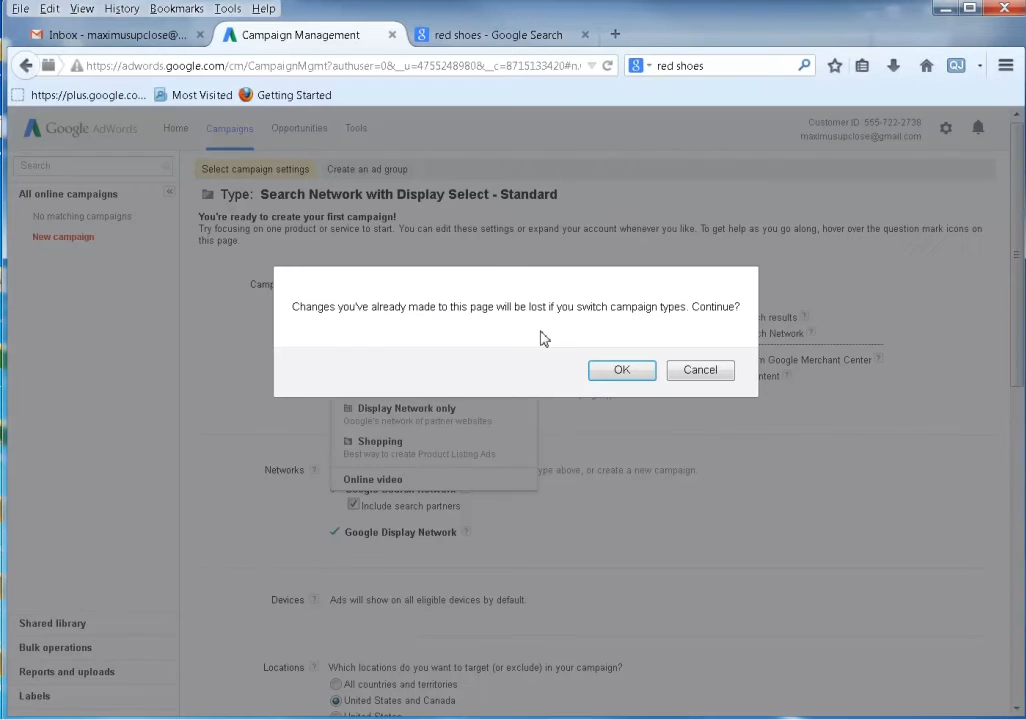 File Edit View History Bookmarks Tools Help
Inbox - maximusupclose@... Campaign Management red shoes - Google Search
https://adwords.google.com/cm/CampaignMgmt?authuser=0&__u=47552489808&__c=8715133420#n. red shoes
https://plus.google.co... Most Visited Getting Started
Google AdWords Home Campaigns Opportunities Tools
Customer ID: 555-722-2738
maximusupclose@gmail.com
Search
All online campaigns
No matching campaigns
New campaign
Select campaign settings Create an ad group
Type: Search Network with Display Select - Standard
You're ready to create your first campaign!
Try focusing on one product or service to start. You can edit these settings or expand your account whenever you like. To get help as you go along, hover over the question mark icons on
this page.
Camp
Changes you've already made to this page will be lost if you switch campaign types. Continue?
OK Cancel
h results ?
h Network ?
m Google Merchant Center ?
ntent ?
Display Network only
Google's network of partner websites
Shopping
Best way to create Product Listing Ads
Online video
Networks ? ype above, or create a new campaign.
Google Search Network
Include search partners
Google Display Network ?
Devices ? Ads will show on all eligible devices by default.
Locations ? Which locations do you want to target (or exclude) in your campaign?
All countries and territories
United States and Canada
United States
Shared library
Bulk operations
Reports and uploads
Labels